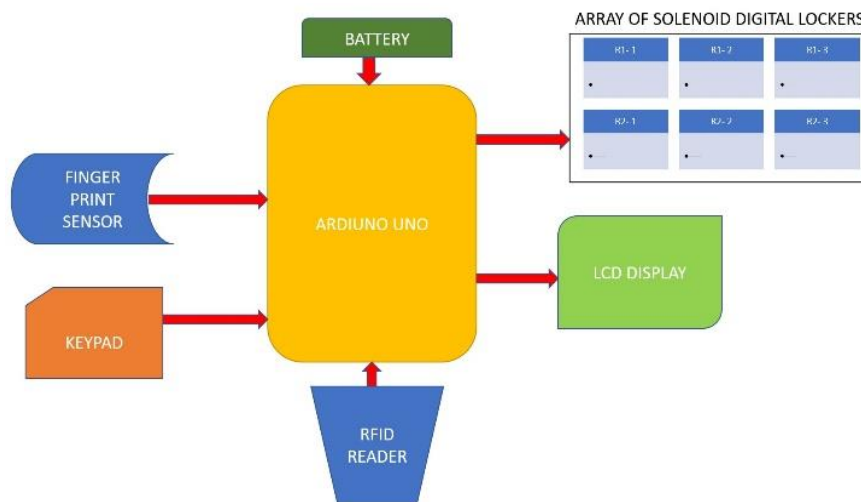 ARRAY OF SOLENOID DIGITAL LOCKERS
BATTERY
R1- 1
R1- 2
R1- 3
R2- 1
R2- 2
R2- 3
FINGER
PRINT
SENSOR
ARDIUNO UNO
LCD DISPLAY
KEYPAD
RFID
READER